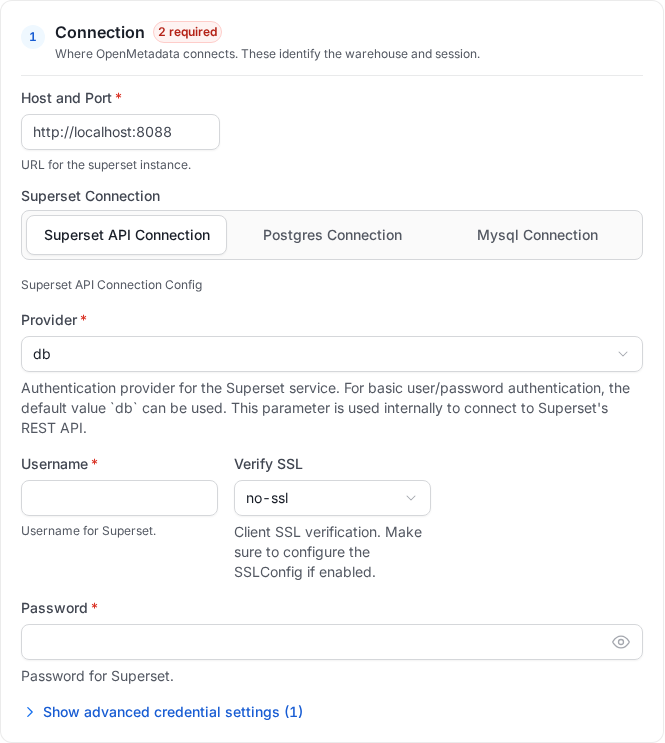 1 Connection 2 required
Where OpenMetadata connects. These identify the warehouse and session.
Host and Port *
http://localhost:8088
URL for the superset instance.
Superset Connection
Superset API Connection Postgres Connection Mysql Connection
Superset API Connection Config
Provider *
db
Authentication provider for the Superset service. For basic user/password authentication, the
default value `db` can be used. This parameter is used internally to connect to Superset's
REST API.
Username * Verify SSL
no-ssl
Username for Superset.
Client SSL verification. Make
sure to configure the
SSLConfig if enabled.
Password *
Password for Superset.
Show advanced credential settings (1)